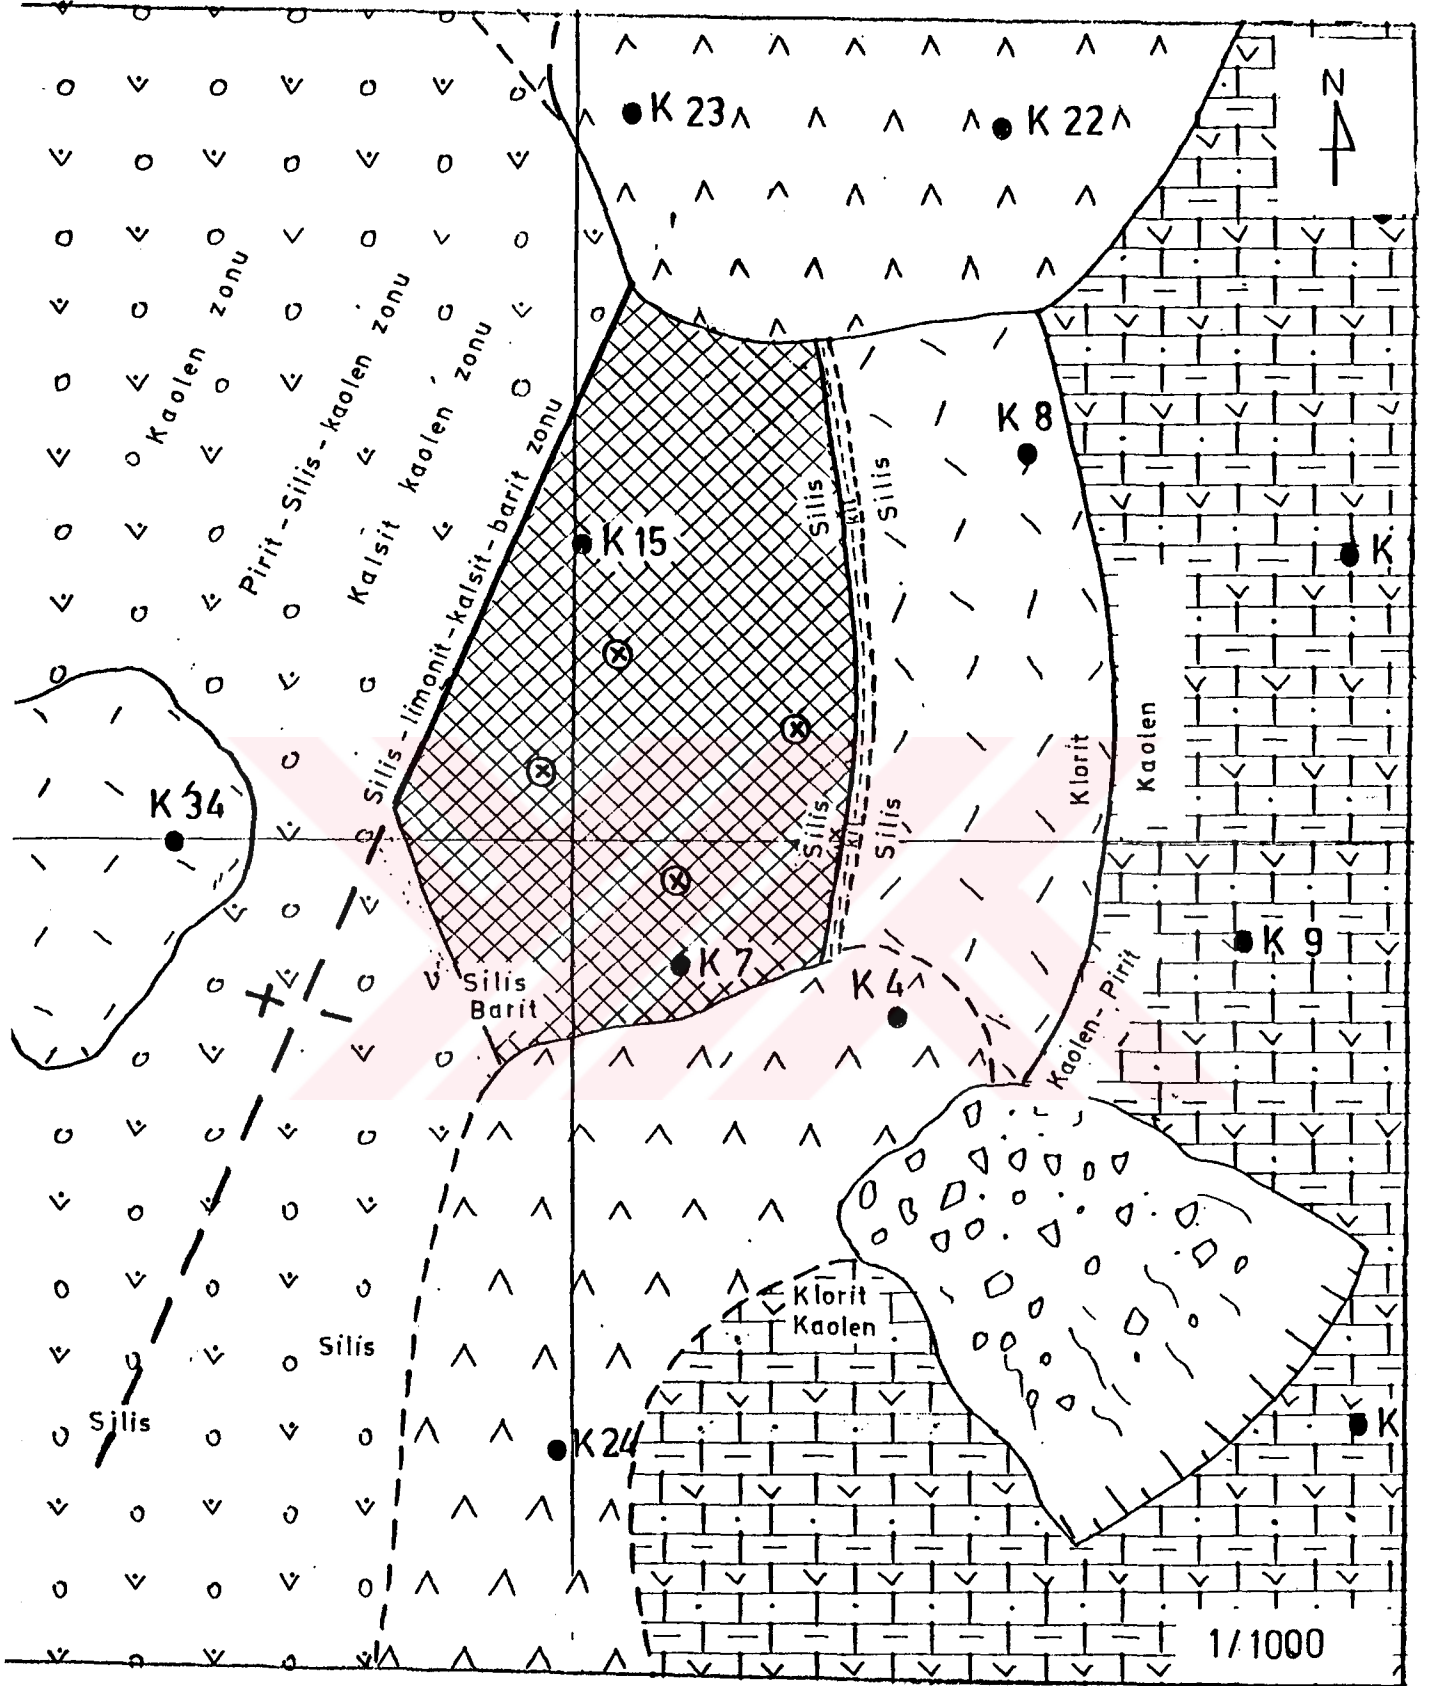 N
K 23
K 22
Kaolen zonu
Pirit-Silis-kaolen zonu
Kalsit kaolen zonu
Silis-limonit-kalsit-barit zonu
K 8
Silis
kil
Silis
K 15
K
Kaolen
Klorit
K 34
Silis
kil
Silis
K 9
K 7
Silis
Barit
K 4
Kaolen-Pirit
+
-
Klorit
Kaolen
Silis
Silis
K
K 24
1/1000